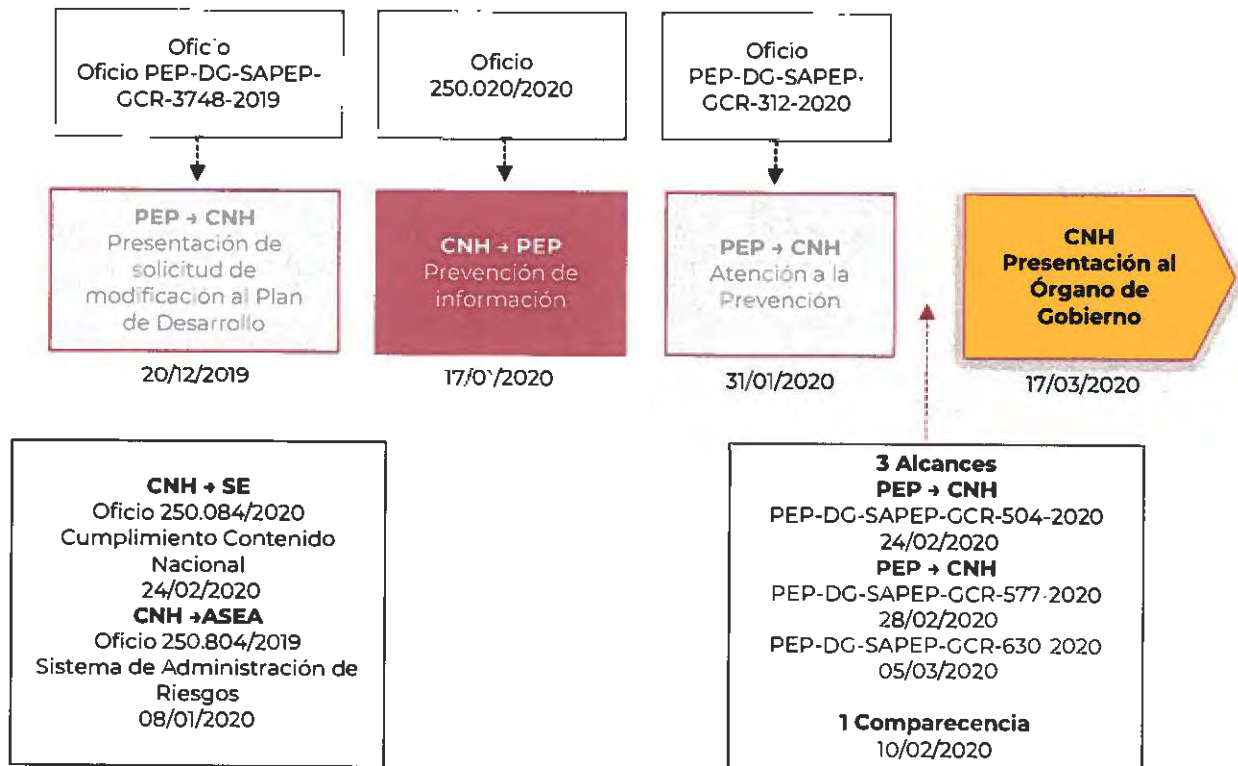 Oficio
Oficio PEP-DG-SAPEP-
GCR-3748-2019
Oficio
250.020/2020
Oficio
PEP-DG-SAPEP-
GCR-312-2020
PEP → CNH
Presentación de
solicitud de
modificación al Plan
de Desarrollo
20/12/2019
CNH → PEP
Prevención de
información
17/01/2020
PEP → CNH
Atención a la
Prevención
31/01/2020
CNH
Presentación al
Órgano de
Gobierno
17/03/2020
CNH → SE
Oficio 250.084/2020
Cumplimiento Contenido
Nacional
24/02/2020
CNH →ASEA
Oficio 250.804/2019
Sistema de Administración de
Riesgos
08/01/2020
3 Alcances
PEP → CNH
PEP-DG-SAPEP-GCR-504-2020
24/02/2020
PEP → CNH
PEP-DG-SAPEP-GCR-577-2020
28/02/2020
PEP-DG-SAPEP-GCR-630 2020
05/03/2020
1 Comparecencia
10/02/2020